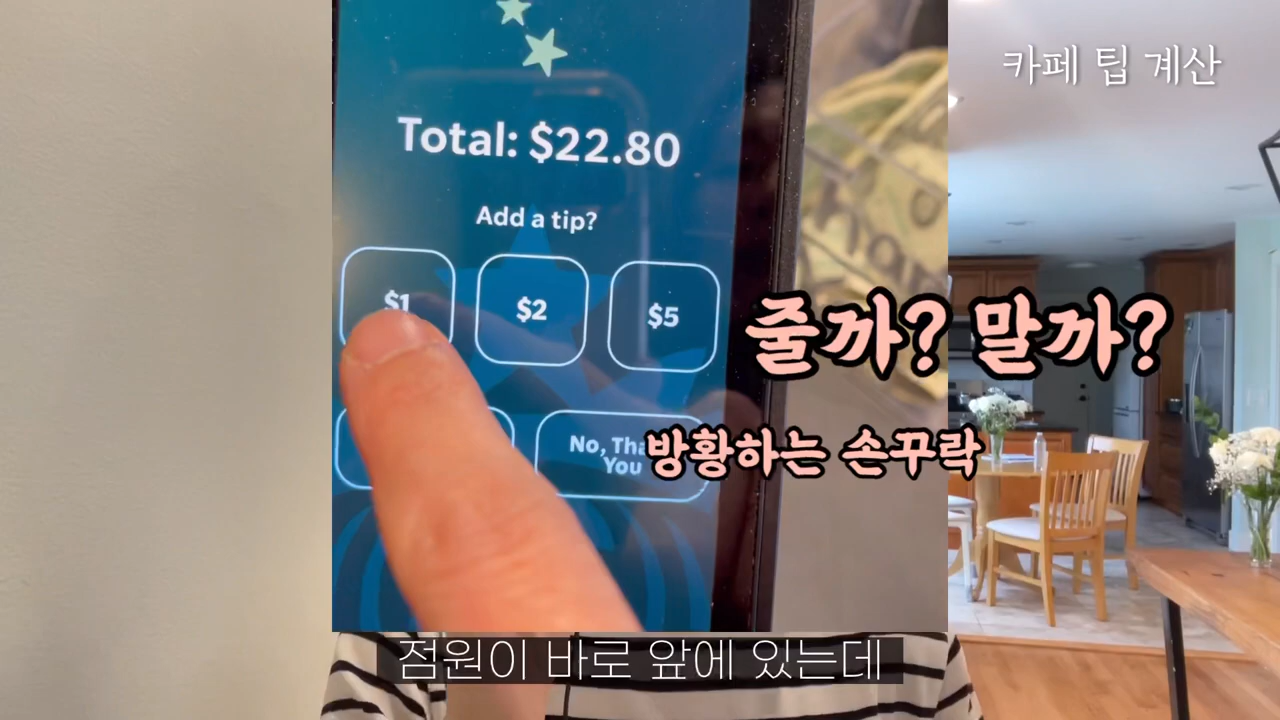 카페 팁 계산
Total: $22.80
Add a tip?
$1 $2 $5
줄까? 말까?
No, Tha
You
방황하는 손꾸락
점원이 바로 앞에 있는데